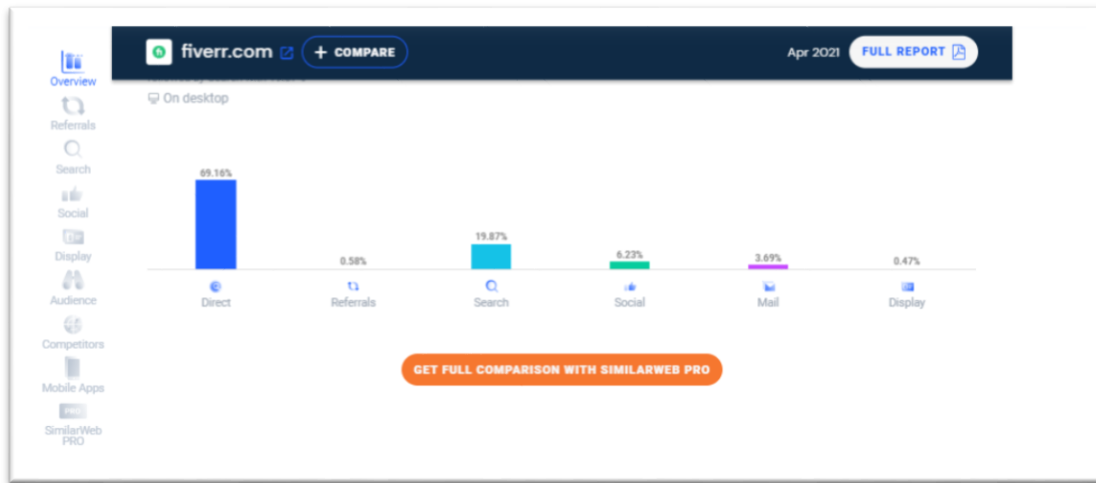 fiverr.com
+ COMPARE
Apr 2021
FULL REPORT
On desktop
Overview
Referrals
Search
Social
Display
Audience
Competitors
Mobile Apps
PRO
SimilarWeb
PRO
69.16%
0.58%
19.87%
6.23%
3.69%
0.47%
Direct
Referrals
Search
Social
Mail
Display
GET FULL COMPARISON WITH SIMILARWEB PRO